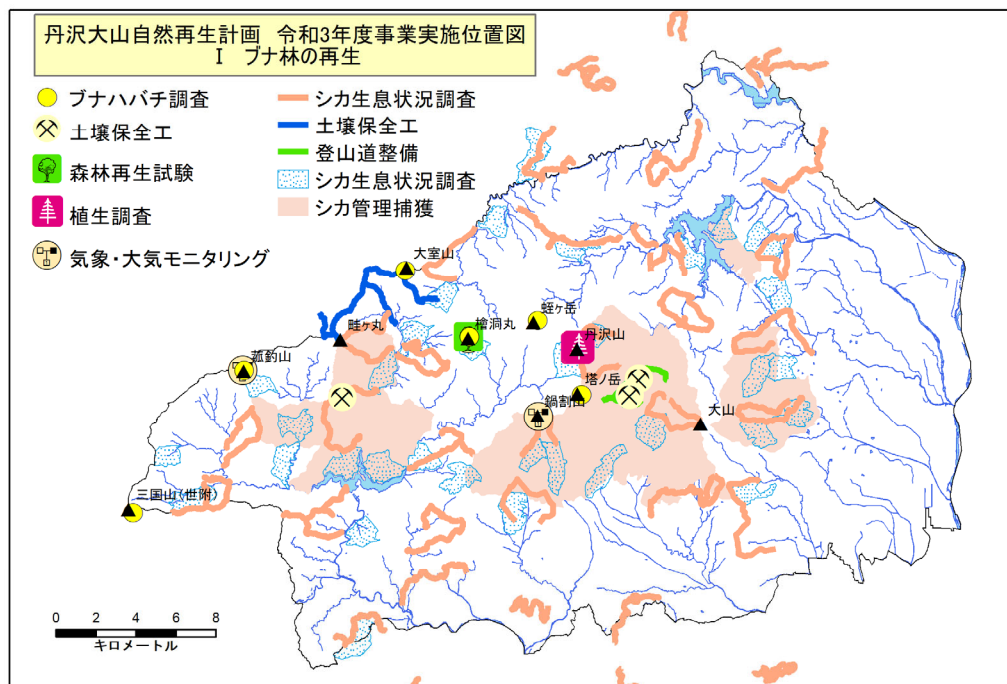 丹沢大山自然再生計画 令和3年度事業実施位置図
Ⅰ ブナ林の再生
ブナハバチ調査
土壌保全工
森林再生試験
植生調査
気象・大気モニタリング
シカ生息状況調査
土壌保全工
登山道整備
シカ生息状況調査
シカ管理捕獲
大室山
畦ヶ丸
檜洞丸
蛭ヶ岳
丹沢山
菰釣山
塔ノ岳
鍋割山
大山
三国山(世附)
0 2 4 6 8
キロメートル